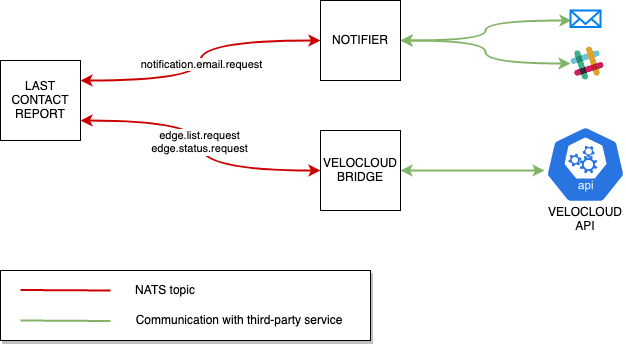 NOTIFIER
notification.email.request
LAST
CONTACT
REPORT
edge.list.request
edge.status.request
VELOCLOUD
BRIDGE
api
VELOCLOUD
API
NATS topic
Communication with third-party service